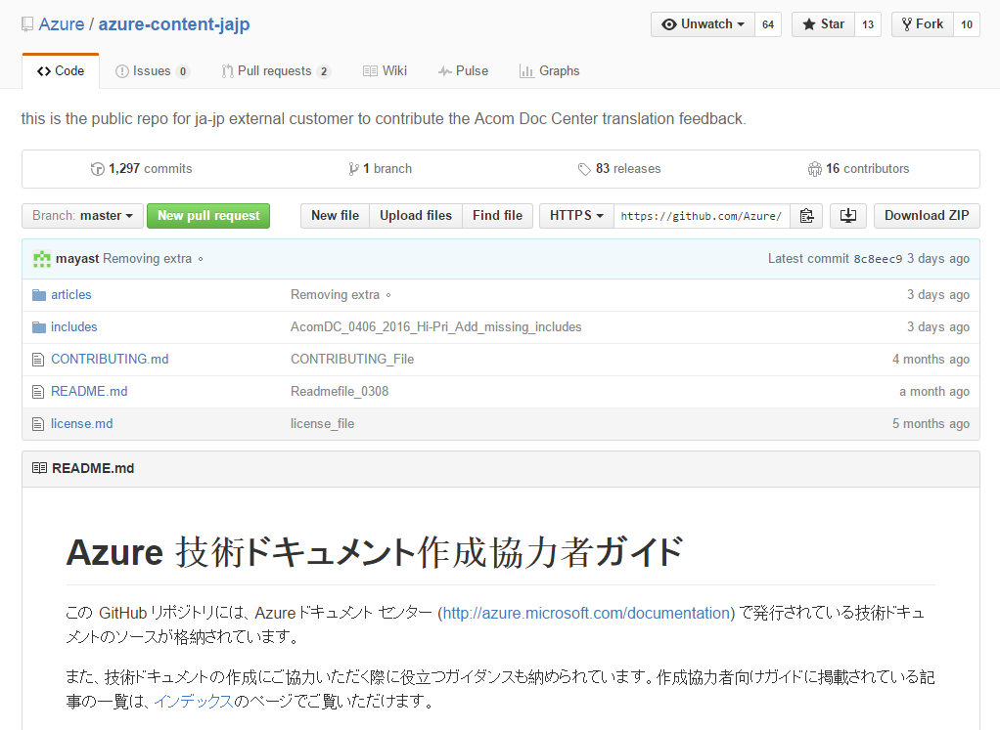 Azure / azure-content-jajp Unwatch 64 Star 13 Fork 10
Code Issues 0 Pull requests 2 Wiki Pulse Graphs
this is the public repo for ja-jp external customer to contribute the Acom Doc Center translation feedback.
1,297 commits 1 branch 83 releases 16 contributors
Branch: master New pull request New file Upload files Find file HTTPS https://github.com/Azure/ Download ZIP
mayast Removing extra 。 Latest commit 8c8eec9 3 days ago
articles Removing extra 。 3 days ago
includes AcomDC_0406_2016_Hi-Pri_Add_missing_includes 3 days ago
CONTRIBUTING.md CONTRIBUTING_File 4 months ago
README.md Readmefile_0308 a month ago
license.md license_file 5 months ago
README.md
Azure 技術ドキュメント作成協力者ガイド
この GitHub リポジトリには、Azure ドキュメント センター (http://azure.microsoft.com/documentation) で発行されている技術ドキュ
メントのソースが格納されています。
また、技術ドキュメントの作成にご協力いただく際に役立つガイダンスも納められています。作成協力者向けガイドに掲載されている記
事の一覧は、インデックスのページでご覧いただけます。